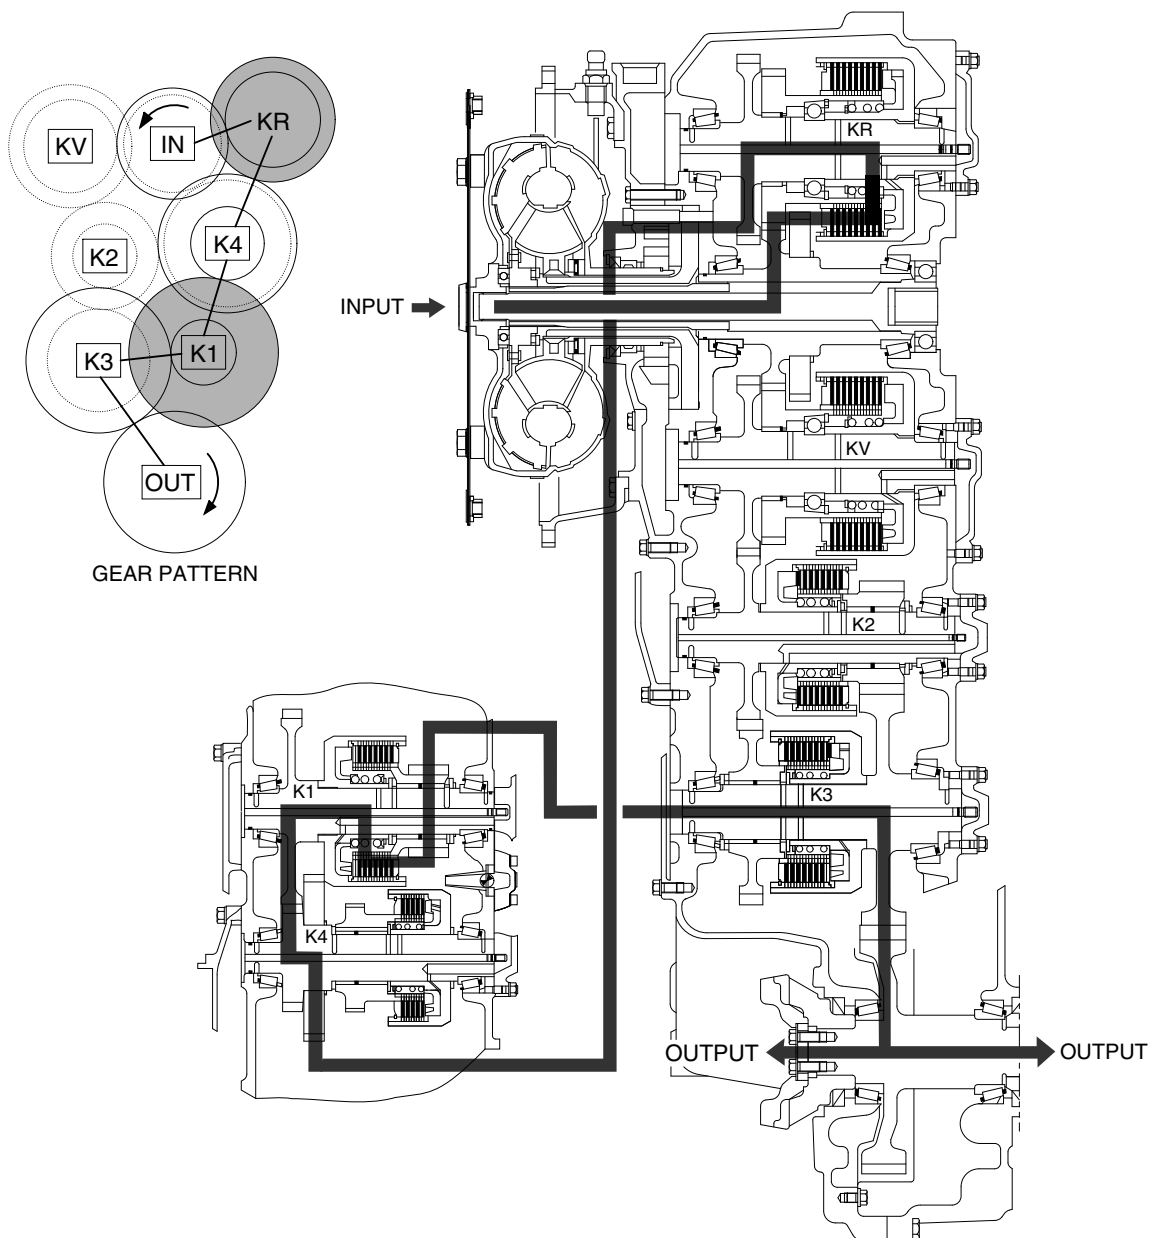 KV
IN
KR
K2
K4
K3
K1
OUT
GEAR PATTERN
INPUT
KR
KV
K2
K3
K1
K4
OUTPUT
OUTPUT